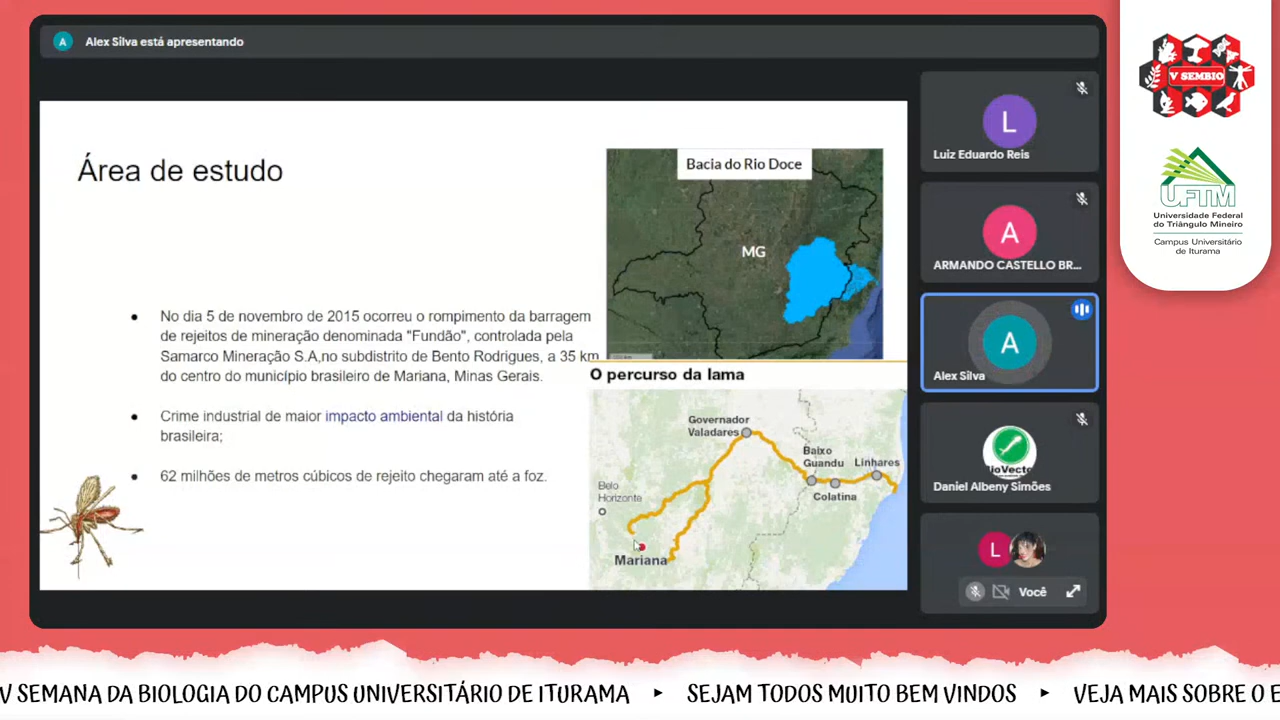 A
Alex Silva está apresentando
Área de estudo
No dia 5 de novembro de 2015 ocorreu o rompimento da barragem
de rejeitos de mineração denominada "Fundão", controlada pela
Samarco Mineração S.A,no subdistrito de Bento Rodrigues, a 35 km
do centro do município brasileiro de Mariana, Minas Gerais.
Crime industrial de maior impacto ambiental da história
brasileira;
62 milhões de metros cúbicos de rejeito chegaram até a foz.
Bacia do Rio Doce
MG
O percurso da lama
Governador
Valadares
Baixo
Guandu
Linhares
Colatina
Belo
Horizonte
Mariana
L
Luiz Eduardo Reis
A
ARMANDO CASTELLO BR...
A
Alex Silva
Daniel Albeny Simões
L
Você
V SEMBIO
UFTM
Universidade Federal
do Triângulo Mineiro
Campus Universitário
de Iturama
V SEMANA DA BIOLOGIA DO CAMPUS UNIVERSITÁRIO DE ITURAMA ▸ SEJAM TODOS MUITO BEM VINDOS ▸ VEJA MAIS SOBRE O E